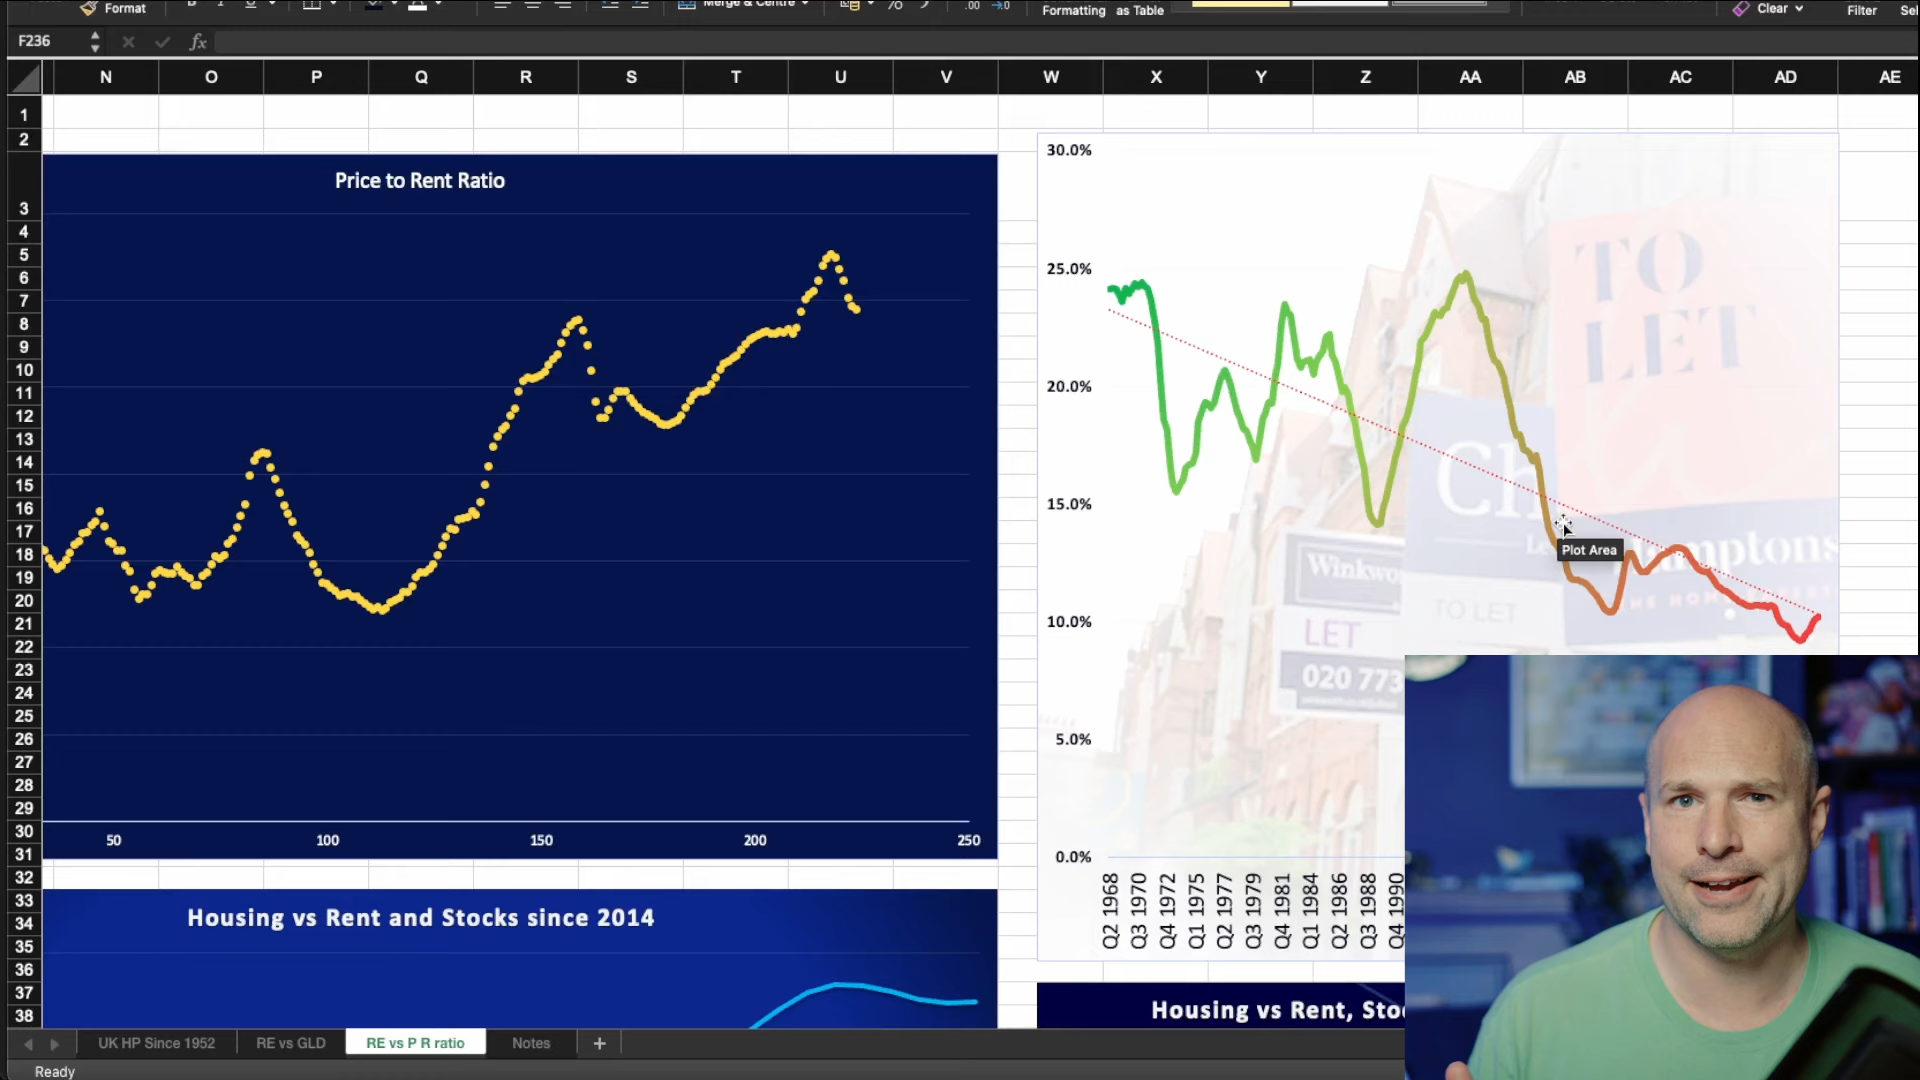 Format
Merge & Centre
Formatting as Table
Clear
Filter
F236
fx
N O P Q R S T U V W X Y Z AA AB AC AD AE
1
2
3
4
5
6
7
8
9
10
11
12
13
14
15
16
17
18
19
20
21
22
23
24
25
26
27
28
29
30
31
32
33
34
35
36
37
38
Price to Rent Ratio
50 100 150 200 250
30.0%
25.0%
20.0%
15.0%
10.0%
5.0%
0.0%
Q2 1968
Q3 1970
Q4 1972
Q1 1975
Q2 1977
Q3 1979
Q4 1981
Q1 1984
Q2 1986
Q3 1988
Q4 1990
TO
LET
Ch
Plot Area
amptons
Winkwo
TO LET
LET
020 773
Housing vs Rent and Stocks since 2014
Housing vs Rent, Sto
UK HP Since 1952 RE vs GLD RE vs P R ratio Notes +
Ready